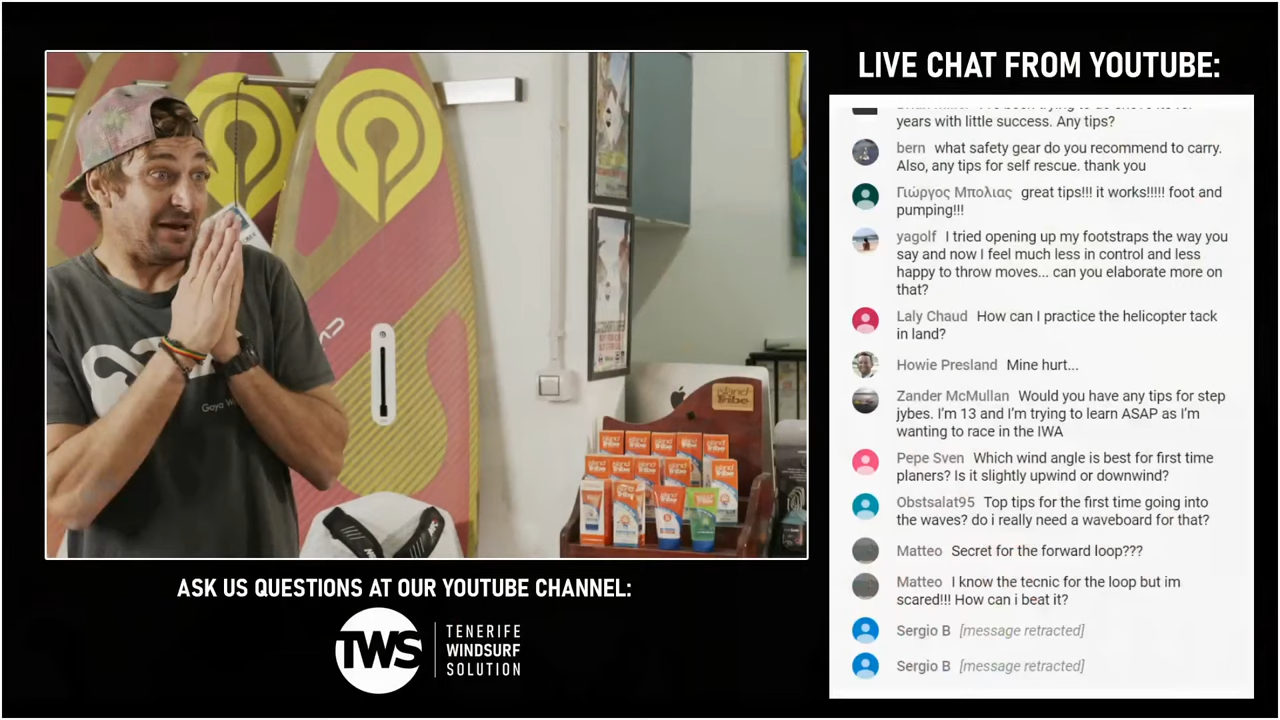 LIVE CHAT FROM YOUTUBE:
years with little success. Any tips?
bern what safety gear do you recommend to carry.
Also, any tips for self rescue. thank you
Γιώργος Μπολιας great tips!!! it works!!!!! foot and
pumping!!!
yagolf I tried opening up my footstraps the way you
say and now I feel much less in control and less
happy to throw moves... can you elaborate more on
that?
Laly Chaud How can I practice the helicopter tack
in land?
Howie Presland Mine hurt...
Zander McMullan Would you have any tips for step
jybes. I'm 13 and I'm trying to learn ASAP as I'm
wanting to race in the IWA
Pepe Sven Which wind angle is best for first time
planers? Is it slightly upwind or downwind?
Obstsalat95 Top tips for the first time going into
the waves? do i really need a waveboard for that?
Matteo Secret for the forward loop???
Matteo I know the tecnic for the loop but im
scared!!! How can i beat it?
Sergio B [message retracted]
Sergio B [message retracted]
Gaya
island
Tribe
ASK US QUESTIONS AT OUR YOUTUBE CHANNEL:
TWS
TENERIFE
WINDSURF
SOLUTION